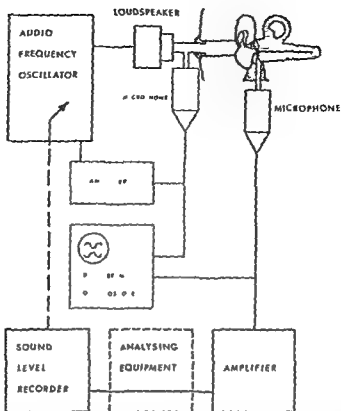 LOUDSPEAKER
AUDIO
FREQUENCY
OSCILLATOR
MICROPHONE
SOUND
LEVEL
RECORDER
ANALYSING
EQUIPMENT
AMPLIFIER